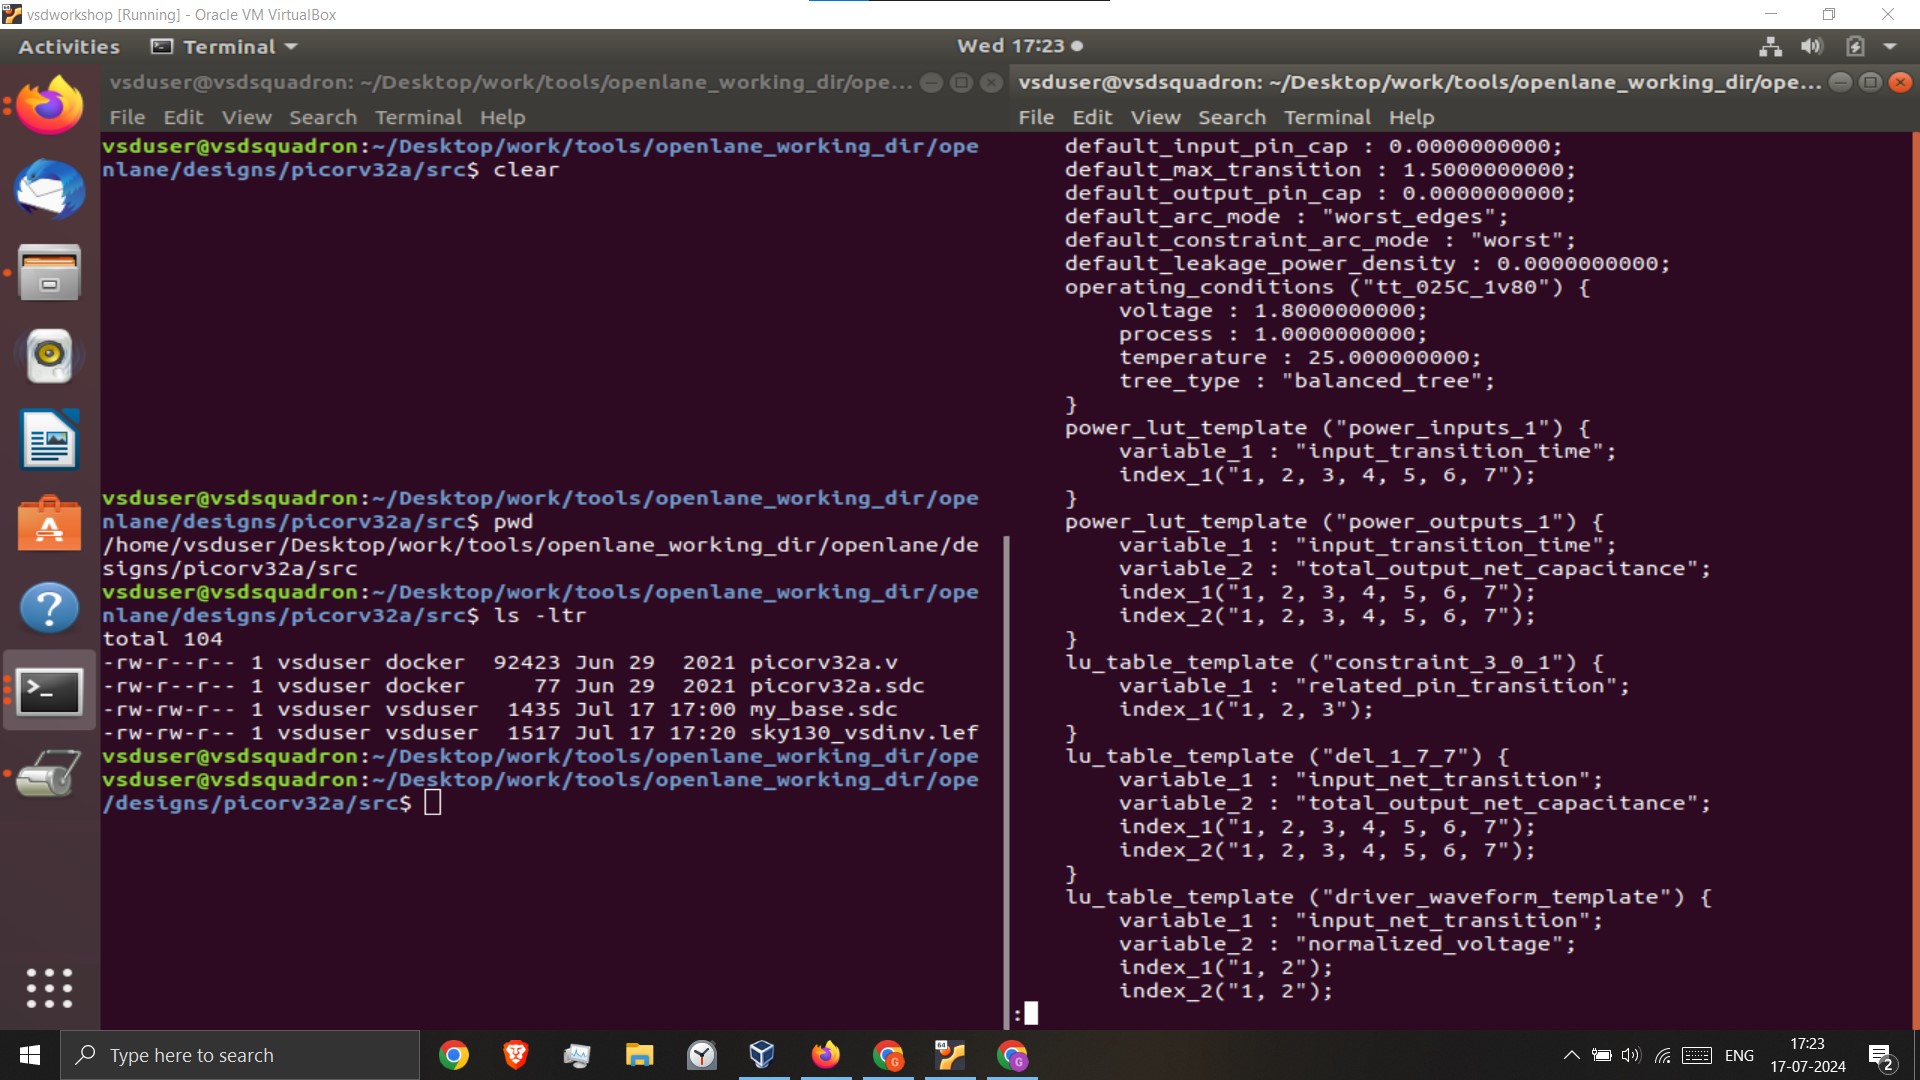 vsdworkshop [Running] - Oracle VM VirtualBox
Activities
Terminal
Wed 17:23
vsduser@vsdsquadron: ~/Desktop/work/tools/openlane_working_dir/ope...
File Edit View Search Terminal Help
vsduser@vsdsquadron:~/Desktop/work/tools/openlane_working_dir/ope
nlane/designs/picorv32a/src$ clear
vsduser@vsdsquadron:~/Desktop/work/tools/openlane_working_dir/ope
nlane/designs/picorv32a/src$ pwd
/home/vsduser/Desktop/work/tools/openlane_working_dir/openlane/de
signs/picorv32a/src
vsduser@vsdsquadron:~/Desktop/work/tools/openlane_working_dir/ope
nlane/designs/picorv32a/src$ ls -ltr
total 104
-rw-r--r-- 1 vsduser docker  92423 Jun 29  2021 picorv32a.v
-rw-r--r-- 1 vsduser docker     77 Jun 29  2021 picorv32a.sdc
-rw-rw-r-- 1 vsduser vsduser  1435 Jul 17 17:00 my_base.sdc
-rw-rw-r-- 1 vsduser vsduser  1517 Jul 17 17:20 sky130_vsdinv.lef
vsduser@vsdsquadron:~/Desktop/work/tools/openlane_working_dir/ope
vsduser@vsdsquadron:~/Desktop/work/tools/openlane_working_dir/ope
/designs/picorv32a/src$
vsduser@vsdsquadron: ~/Desktop/work/tools/openlane_working_dir/ope...
File Edit View Search Terminal Help
default_input_pin_cap : 0.0000000000;
default_max_transition : 1.5000000000;
default_output_pin_cap : 0.0000000000;
default_arc_mode : "worst_edges";
default_constraint_arc_mode : "worst";
default_leakage_power_density : 0.0000000000;
operating_conditions ("tt_025C_1v80") {
voltage : 1.8000000000;
process : 1.0000000000;
temperature : 25.000000000;
tree_type : "balanced_tree";
}
power_lut_template ("power_inputs_1") {
variable_1 : "input_transition_time";
index_1("1, 2, 3, 4, 5, 6, 7");
}
power_lut_template ("power_outputs_1") {
variable_1 : "input_transition_time";
variable_2 : "total_output_net_capacitance";
index_1("1, 2, 3, 4, 5, 6, 7");
index_2("1, 2, 3, 4, 5, 6, 7");
}
lu_table_template ("constraint_3_0_1") {
variable_1 : "related_pin_transition";
index_1("1, 2, 3");
}
lu_table_template ("del_1_7_7") {
variable_1 : "input_net_transition";
variable_2 : "total_output_net_capacitance";
index_1("1, 2, 3, 4, 5, 6, 7");
index_2("1, 2, 3, 4, 5, 6, 7");
}
lu_table_template ("driver_waveform_template") {
variable_1 : "input_net_transition";
variable_2 : "normalized_voltage";
index_1("1, 2");
index_2("1, 2");
:
Type here to search
ENG
17:23
17-07-2024
2